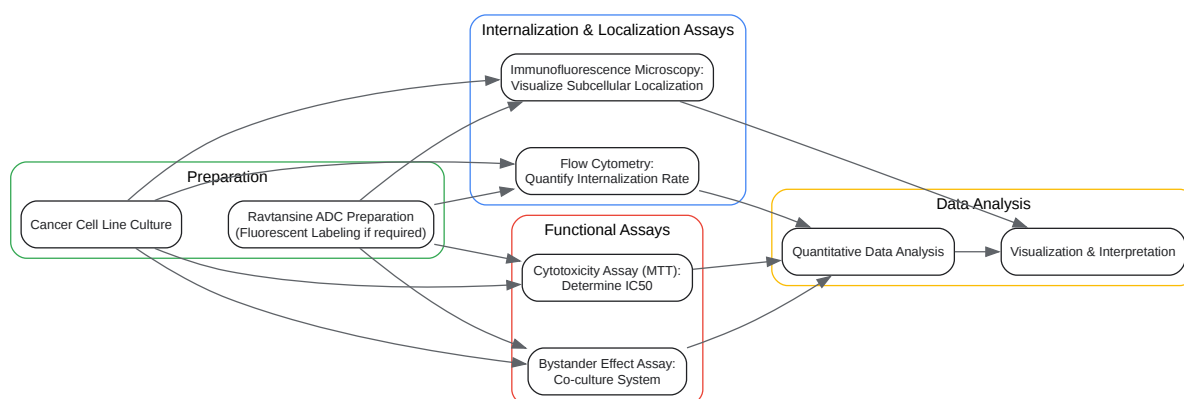 Preparation
Cancer Cell Line Culture
Ravtansine ADC Preparation
(Fluorescent Labeling if required)
Internalization & Localization Assays
Immunofluorescence Microscopy:
Visualize Subcellular Localization
Flow Cytometry:
Quantify Internalization Rate
Functional Assays
Cytotoxicity Assay (MTT):
Determine IC50
Bystander Effect Assay:
Co-culture System
Data Analysis
Quantitative Data Analysis
Visualization & Interpretation